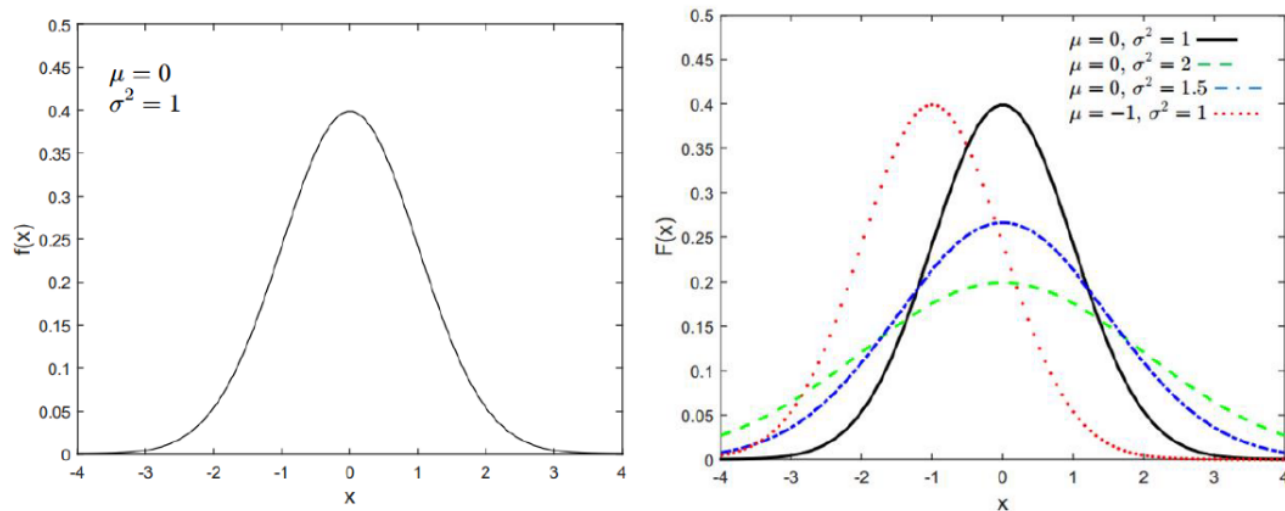 0.5
0.45
0.4
0.35
0.3
0.25
0.2
0.15
0.1
0.05
0
f(x)
μ = 0
σ² = 1
-4 -3 -2 -1 0 1 2 3 4
x
0.5
0.45
0.4
0.35
0.3
0.25
0.2
0.15
0.1
0.05
0
F(x)
μ = 0, σ² = 1
μ = 0, σ² = 2
μ = 0, σ² = 1.5
μ = −1, σ² = 1
-4 -3 -2 -1 0 1 2 3 4
x